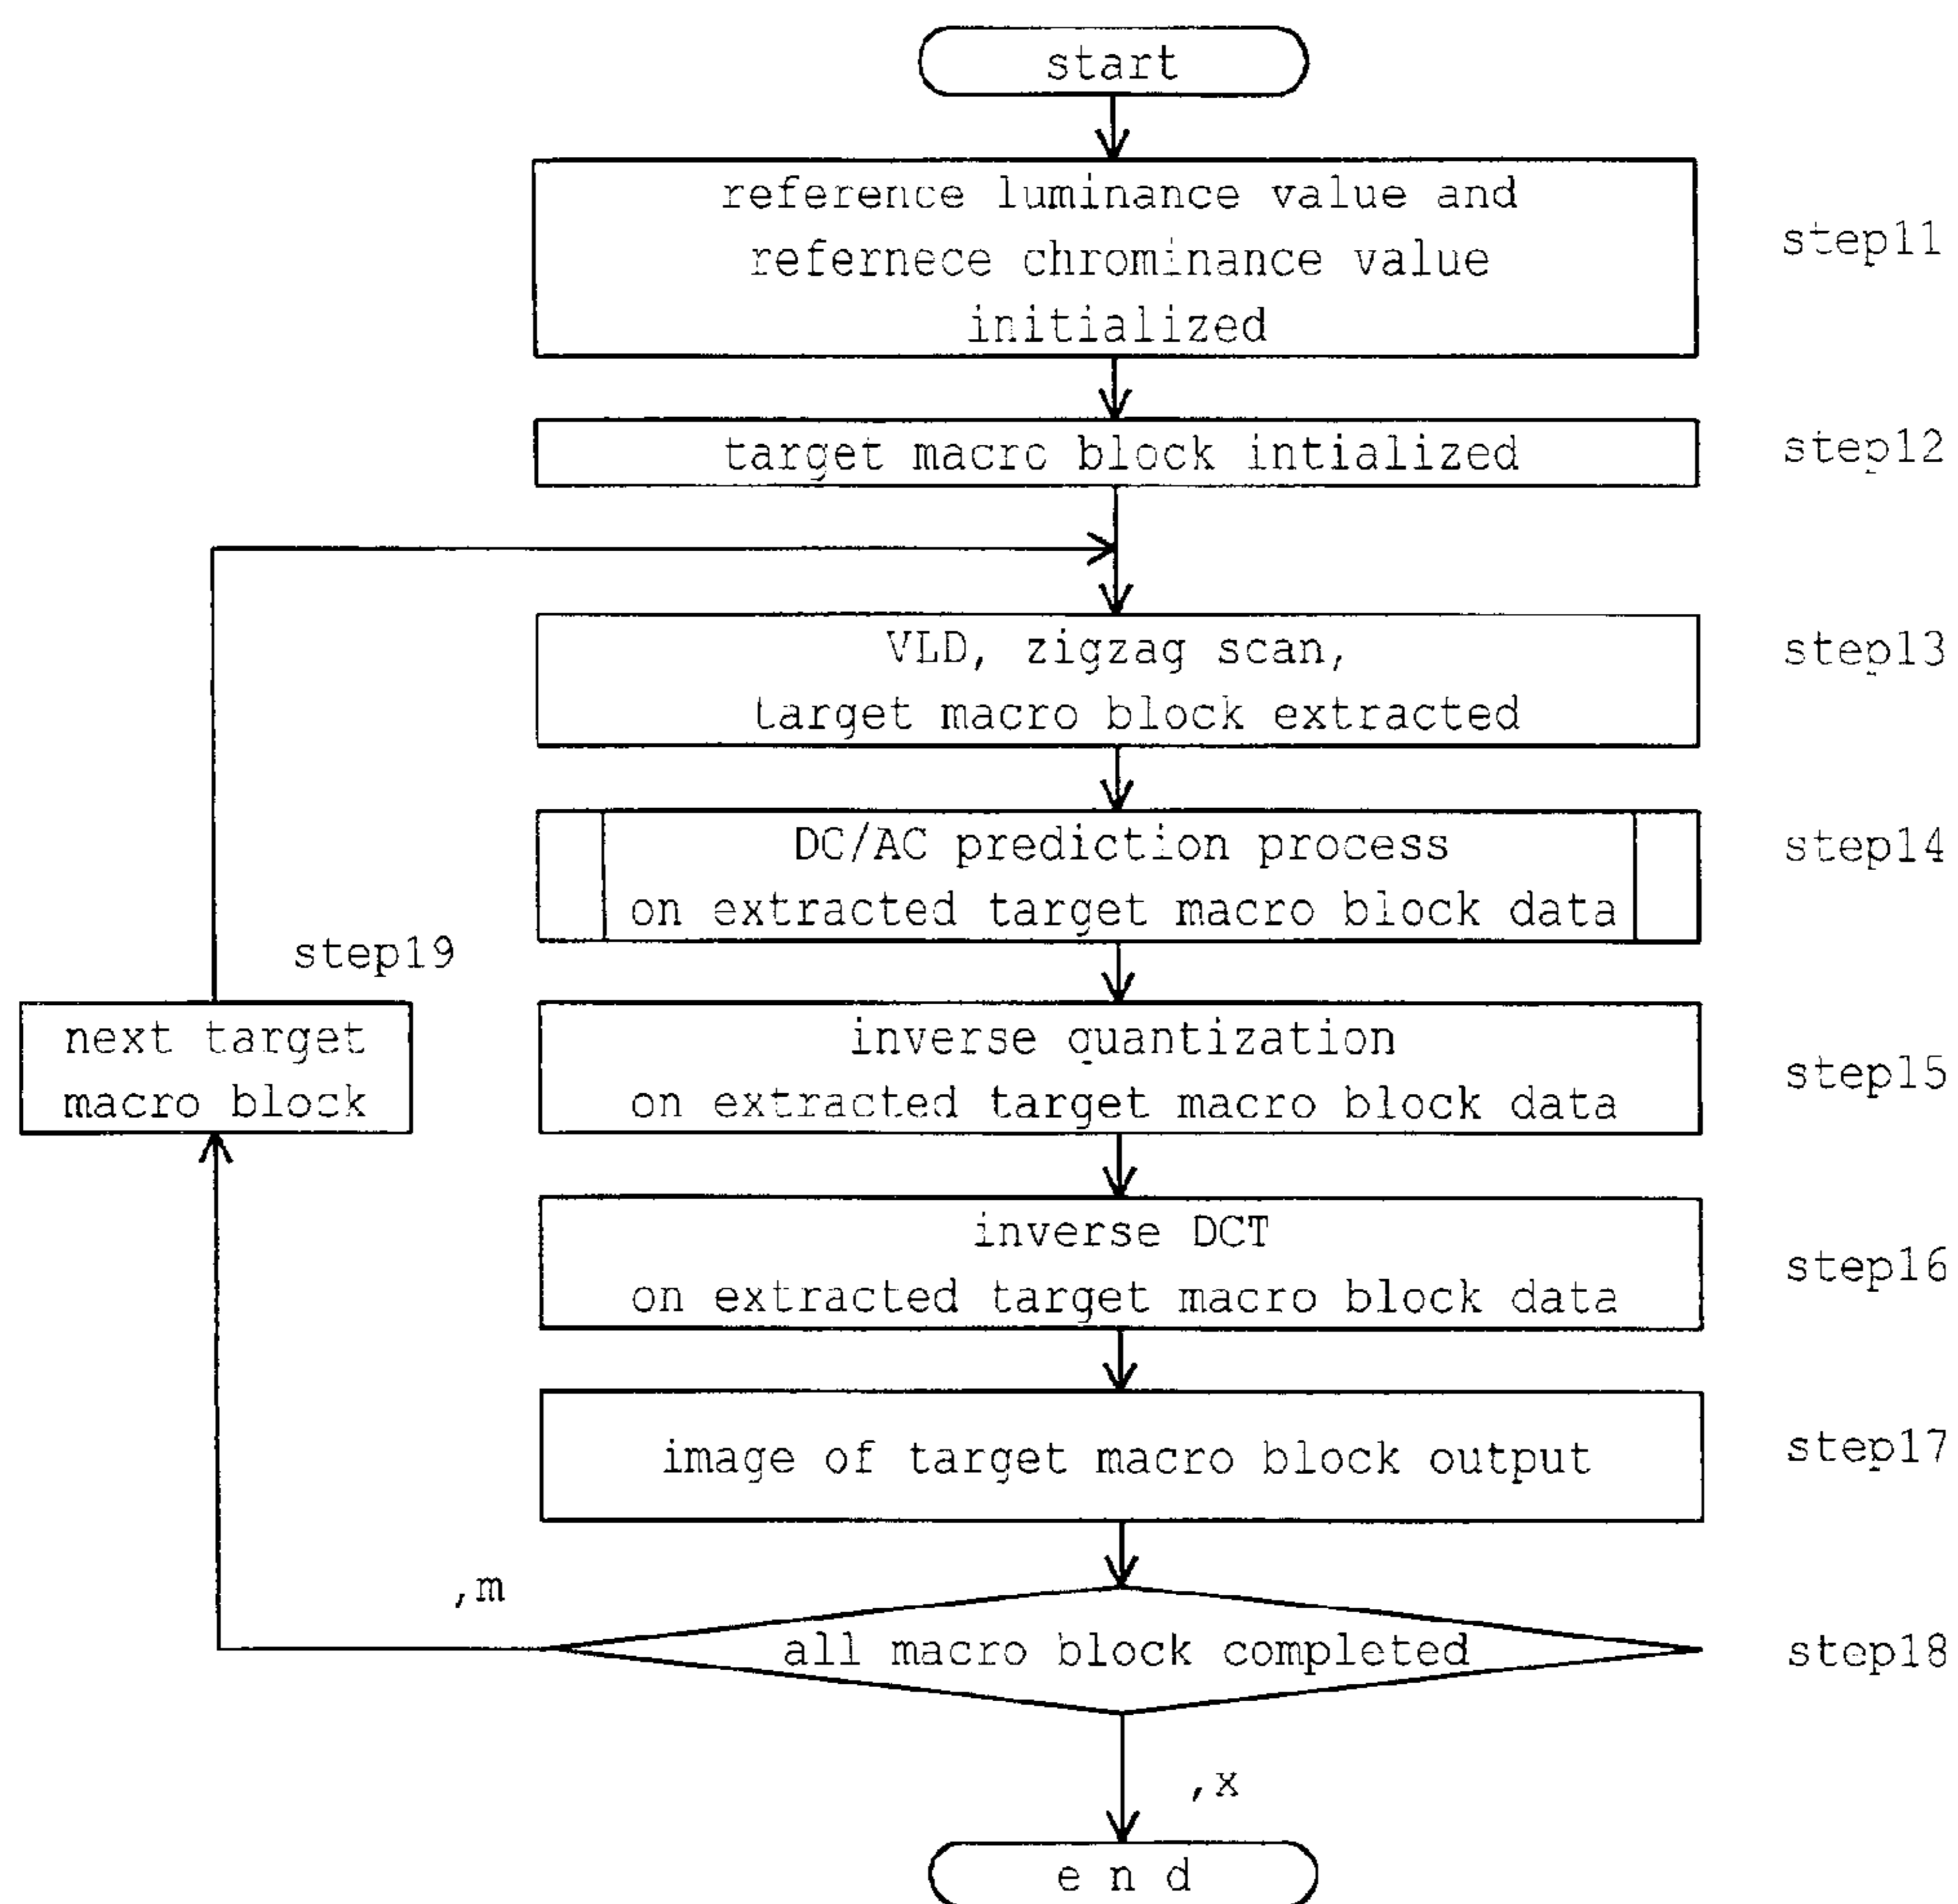 start
reference luminance value and
refernece chrominance value
initialized
step11
target macro block intialized
step12
VLD, zigzag scan,
target macro block extracted
step13
DC/AC prediction process
on extracted target macro block data
step14
step19
next target
macro block
inverse quantization
on extracted target macro block data
step15
inverse DCT
on extracted target macro block data
step16
image of target macro block output
step17
,m
all macro block completed
step18
,x
e n d